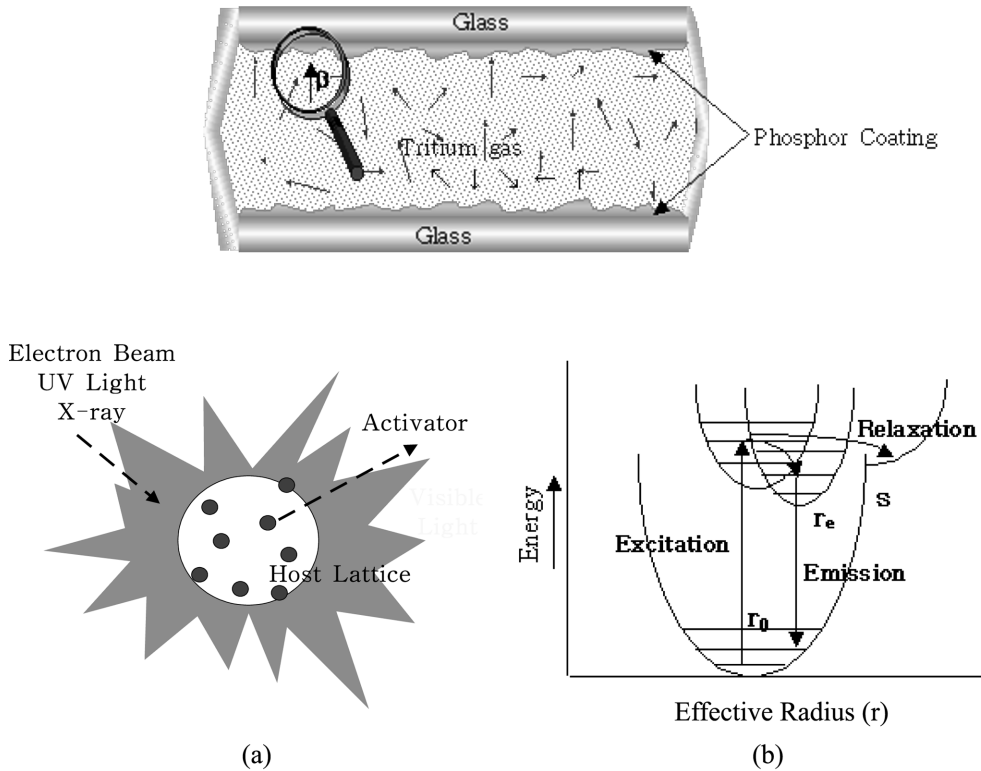 Glass
β
Tritium gas
Phosphor Coating
Glass
Electron Beam
UV Light
X-ray
Activator
Visible
Light
Host Lattice
Energy
Relaxation
S
re
Excitation
Emission
r0
Effective Radius (r)
(a)
(b)